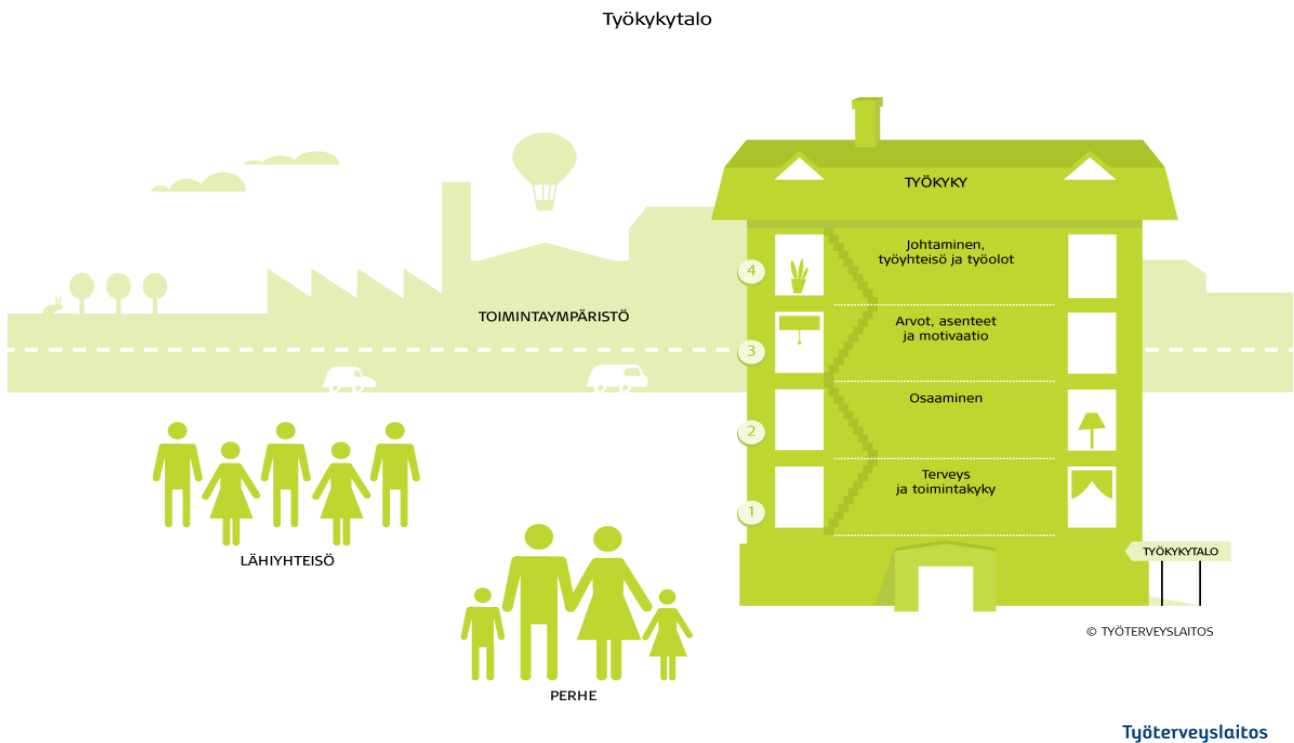 Työkykytalo
TYÖKYKY
4
Johtaminen,
työyhteisö ja työolot
TOIMINTAYMPÄRISTÖ
3
Arvot, asenteet
ja motivaatio
2
Osaaminen
1
Terveys
ja toimintakyky
LÄHIYHTEISÖ
TYÖKYKYTALO
© TYÖTERVEYSLAITOS
PERHE
Työterveyslaitos